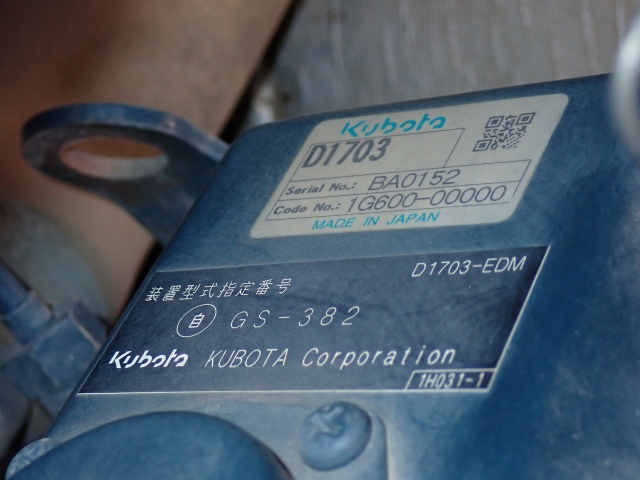 Kubota
D1703
Serial No.: BA0152
Code No.: 1G600-00000
MADE IN JAPAN
D1703-EDM
装置型式指定番号
自 GS-382
Kubota KUBOTA Corporation
1H031-1